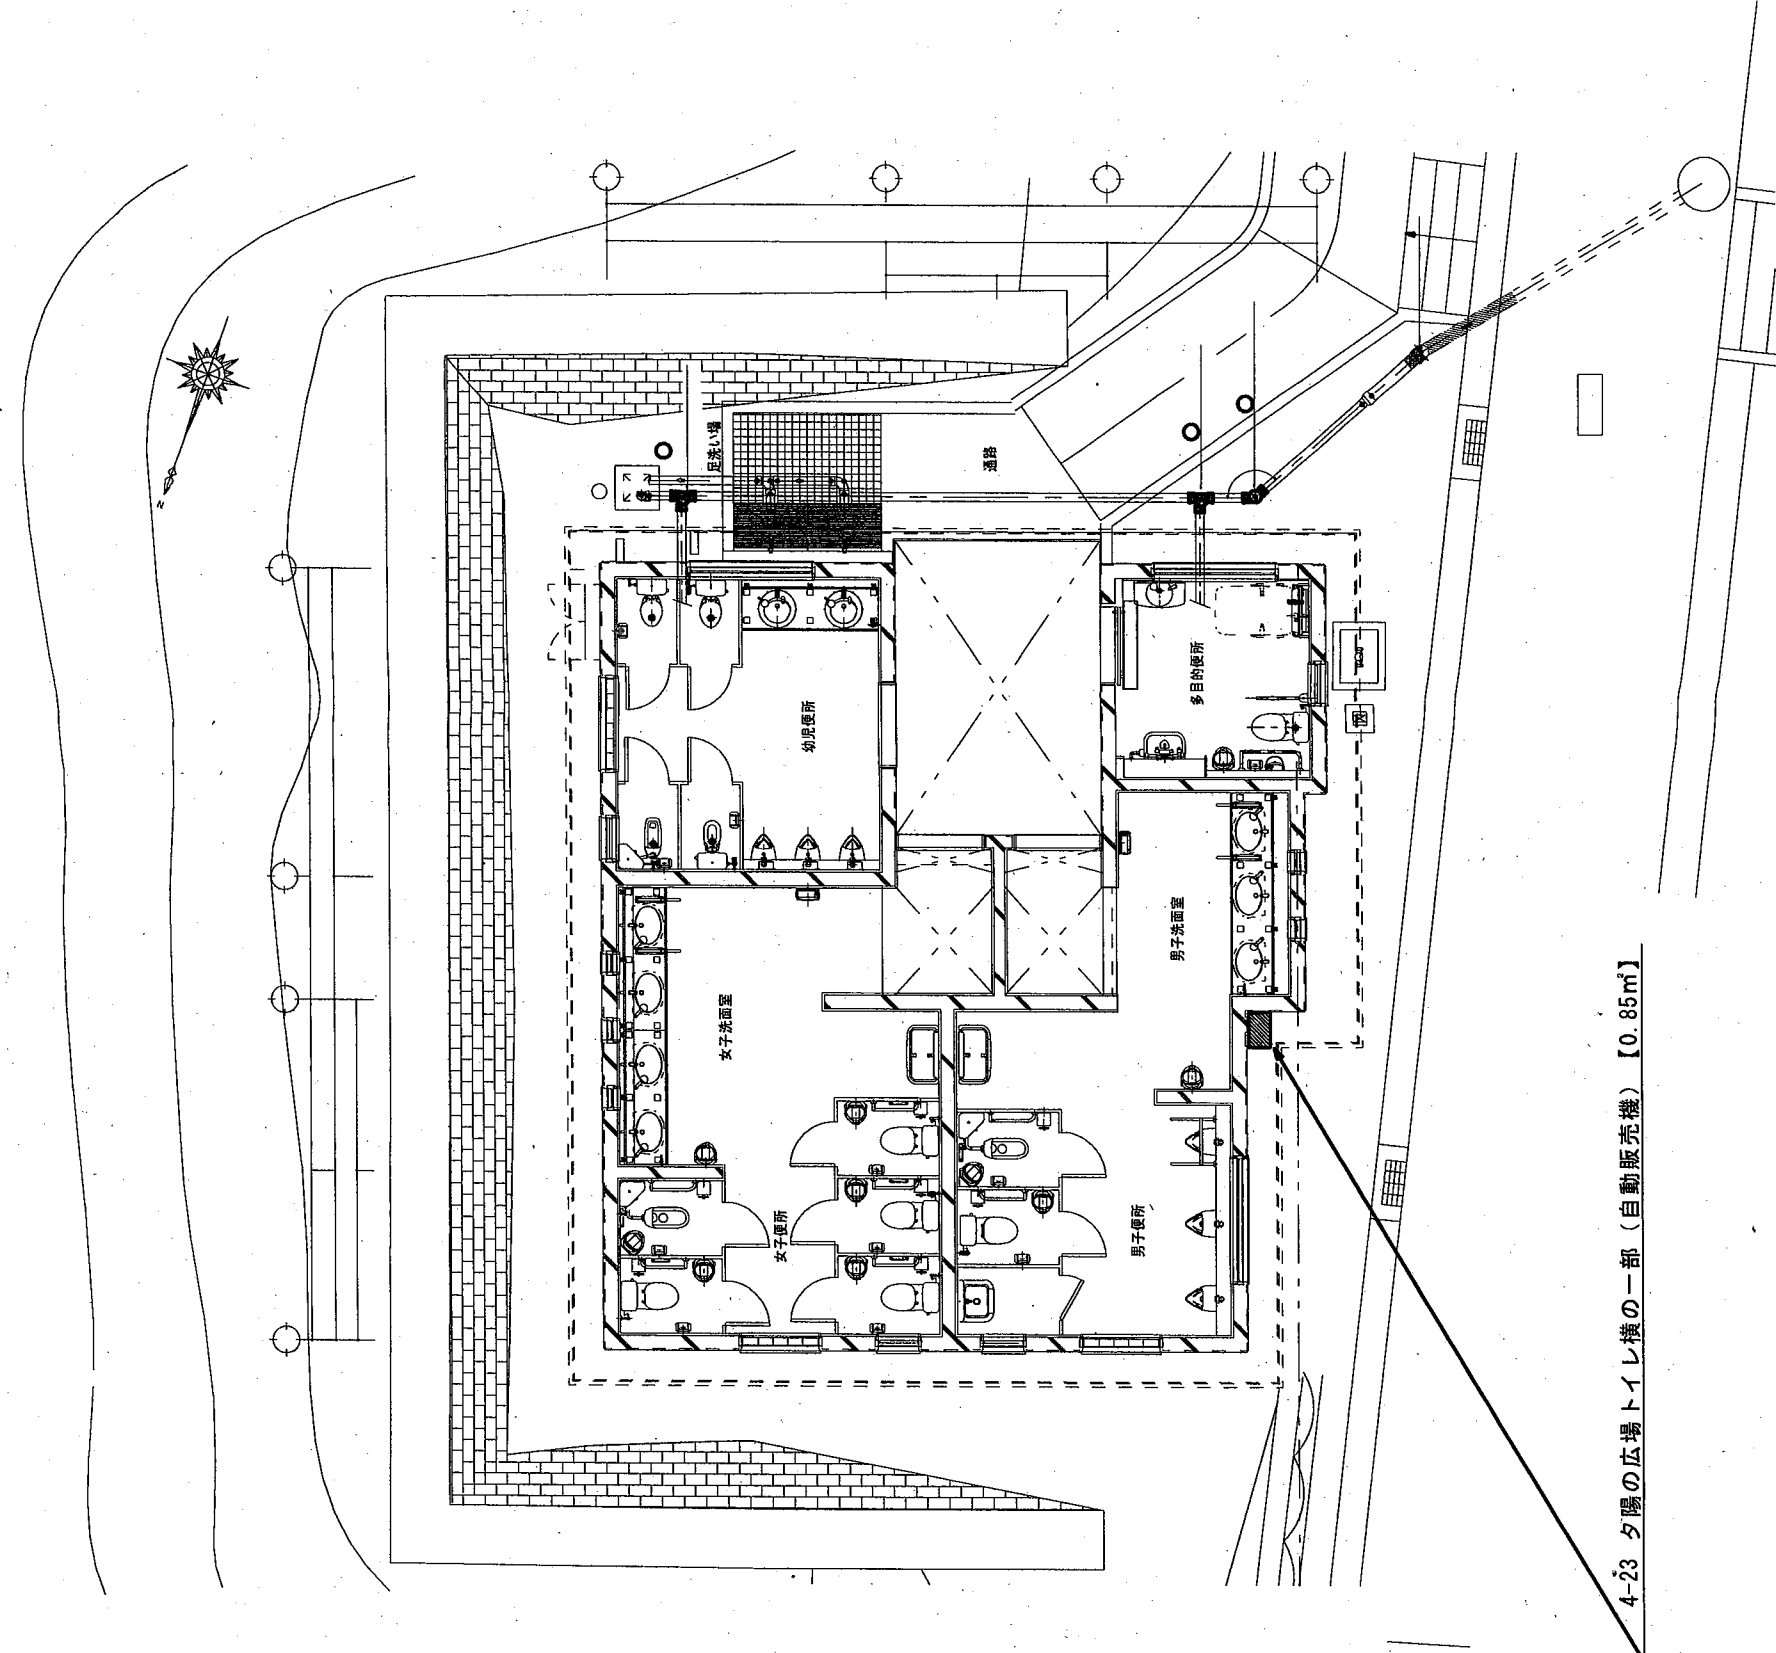 足洗い場
通路
幼児便所
多目的便所
女子洗面室
男子洗面室
女子便所
男子便所
N
4-23 夕陽の広場トイレ横の一部（自動販売機）【0.85㎡】